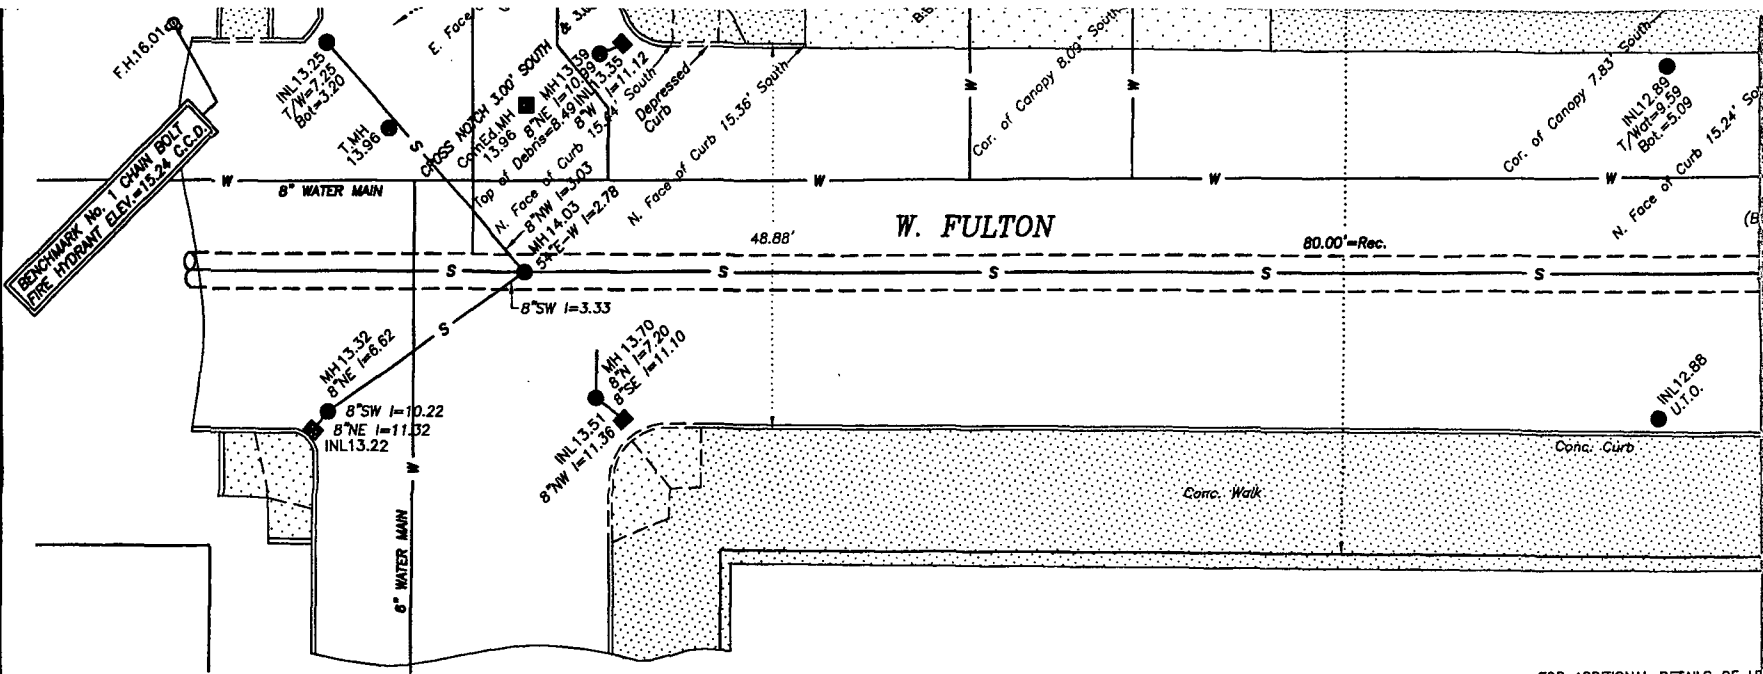 F.H.16.01
BENCHMARK No. 1 CHAIN BOLT
FIRE HYDRANT ELEV.=15.24 C.C.D.
INL13.25
T/W=7.25
Bot=3.20
T.MH
13.96
E. Face
CROSS NOTCH 3.00' SOUTH &
ComEd.MH
13.96
MH13.39
8"NE I=10.99
Top of Debris=8.49
INL13.35
8"W I=11.12
N. Face of Curb 15.64' South
Depressed
Curb
N. Face of Curb 15.36' South
8"NW I=3.03
MH14.03
54"E-W I=2.78
8"SW I=3.33
W
8" WATER MAIN
W
W
W
W
W
Cor. of Canopy 8.09' South
Cor. of Canopy 7.83' South
INL12.89
T/Wat=9.59
Bot.=5.09
N. Face of Curb 15.24'
W. FULTON
48.88'
80.00'=Rec.
S
S
S
S
S
S
S
MH13.32
8"NE I=6.62
8"SW I=10.22
8"NE I=11.32
INL13.22
MH 13.70
8"N I=7.20
8"SE I=11.10
INL13.51
8"NW I=11.36
INL12.88
U.T.O.
Conc. Curb
Conc. Walk
W
6" WATER MAIN